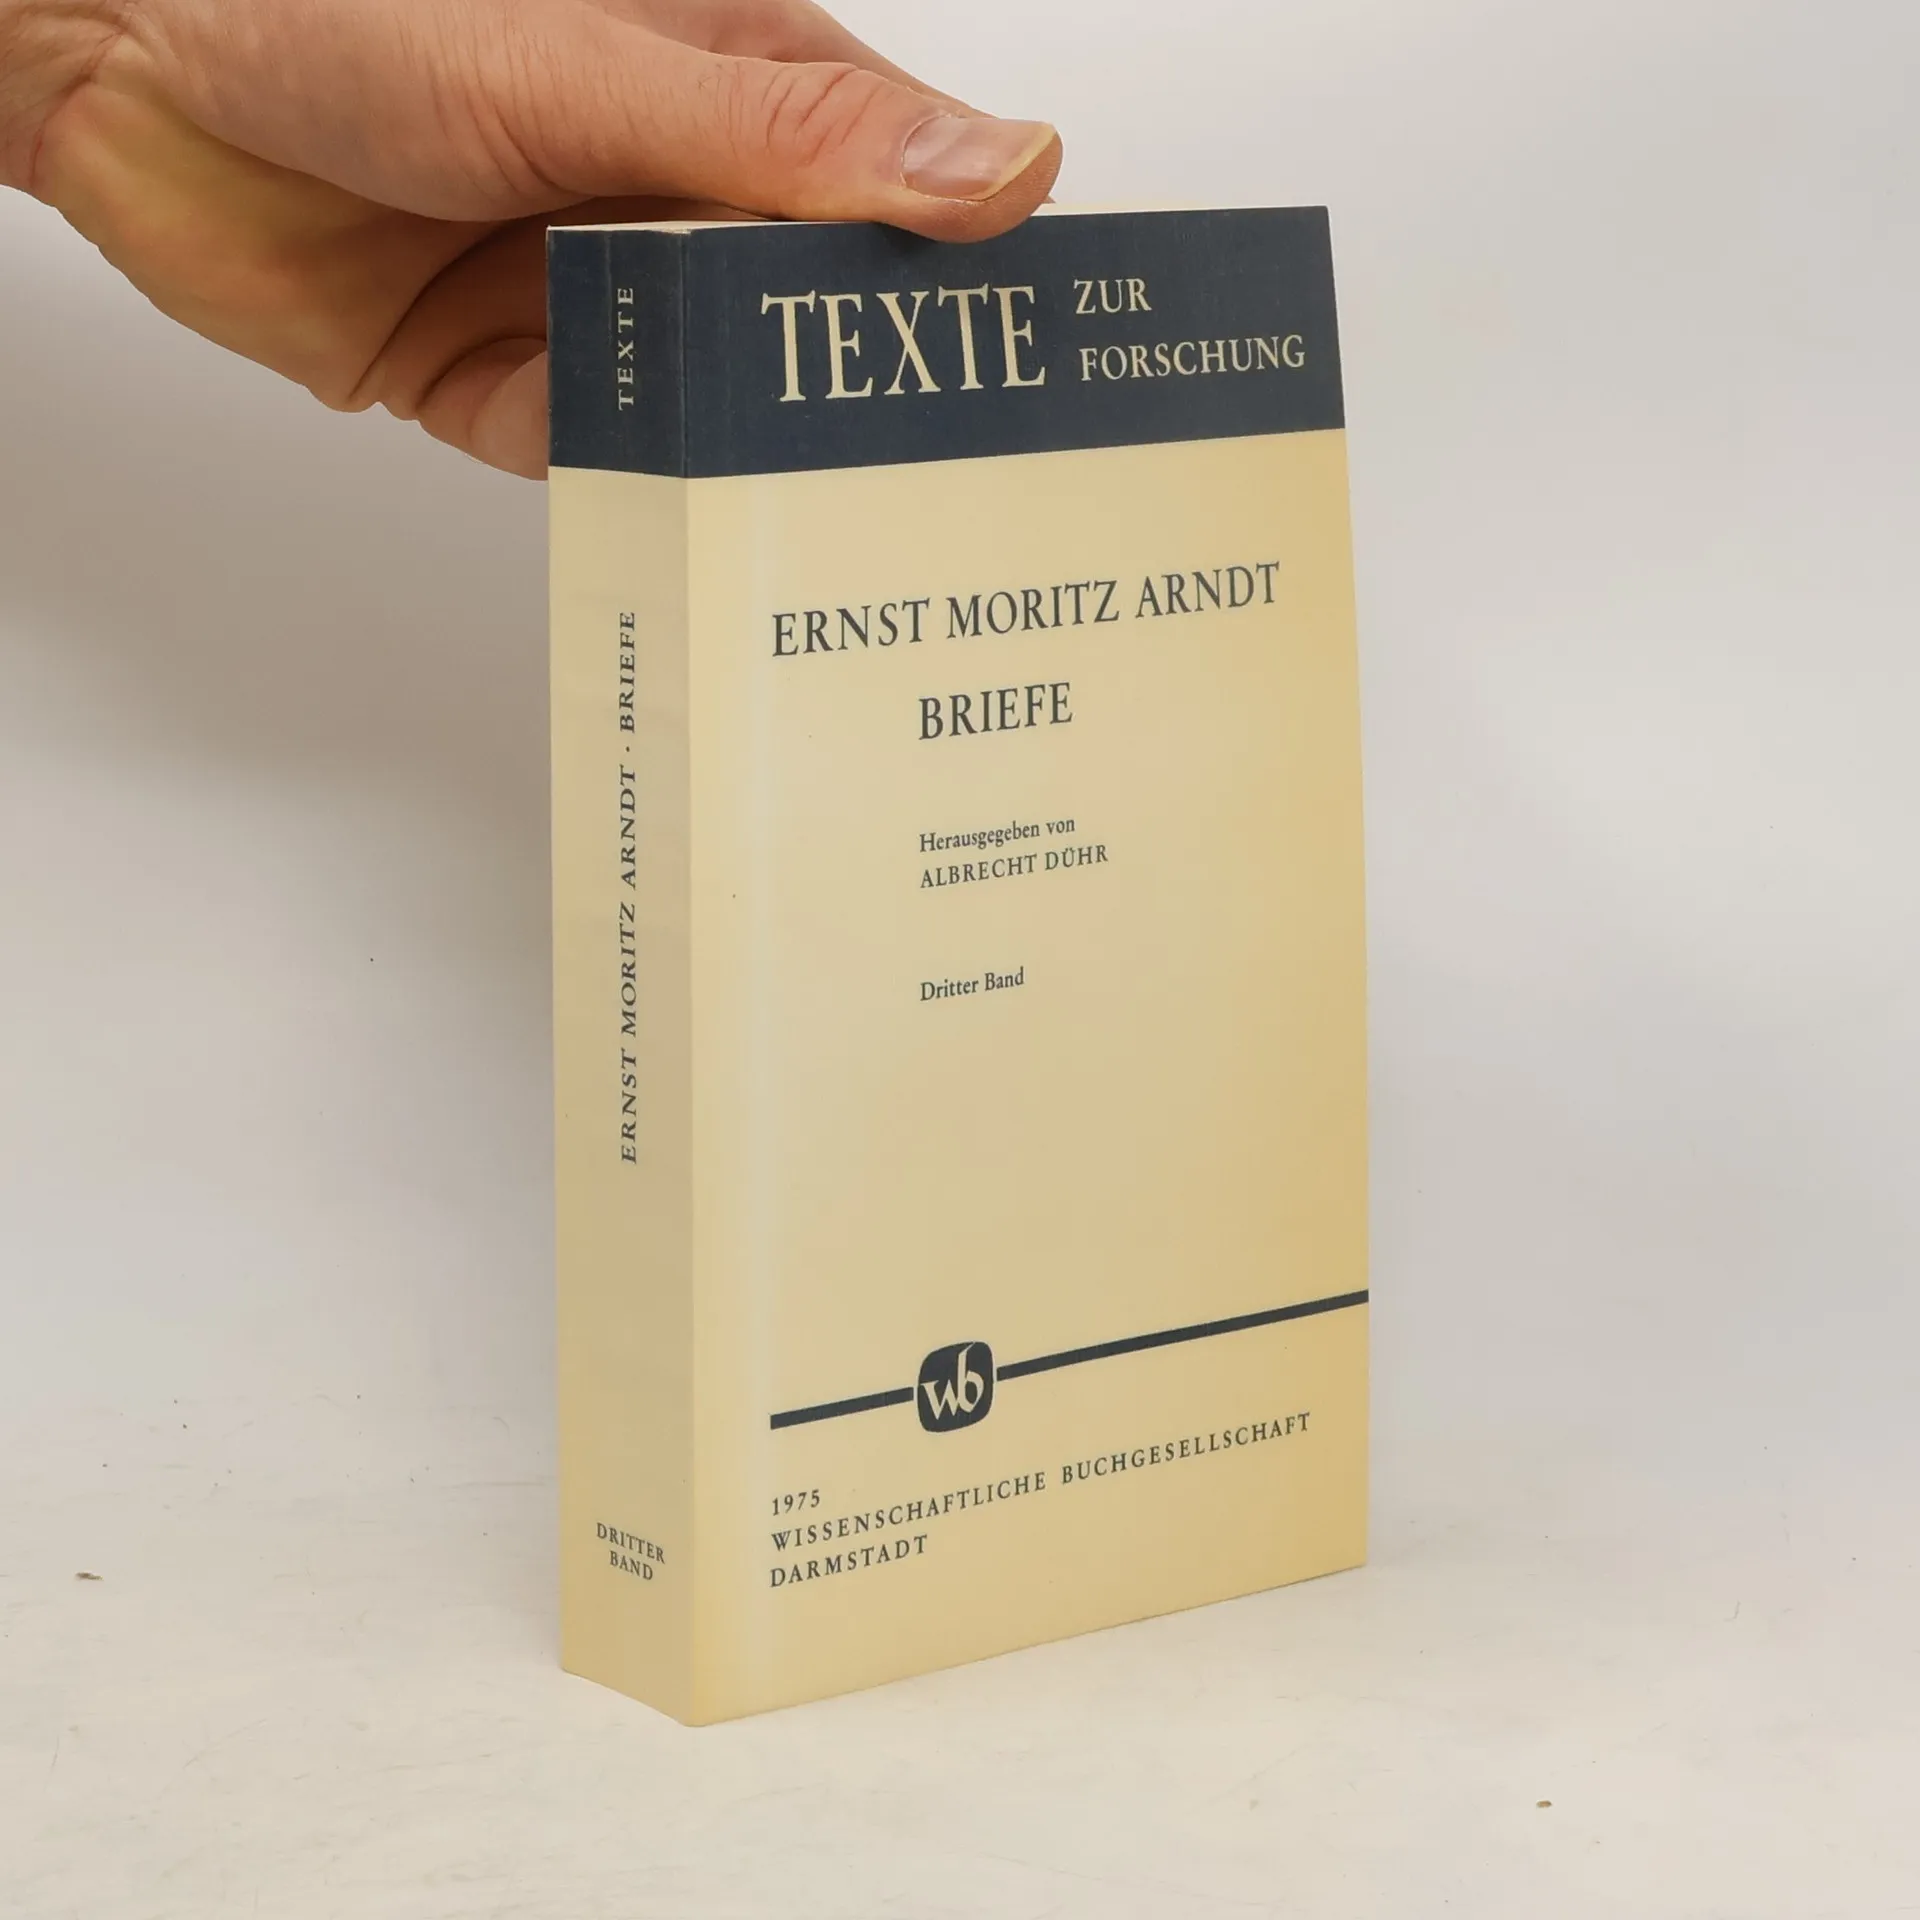 TEXTE
ERNST MORITZ ARNDT · BRIEFE
DRITTER
BAND
TEXTE ZUR
FORSCHUNG
ERNST MORITZ ARNDT
BRIEFE
Herausgegeben von
ALBRECHT DÜHR
Dritter Band
wb
1975
WISSENSCHAFTLICHE BUCHGESELLSCHAFT
DARMSTADT